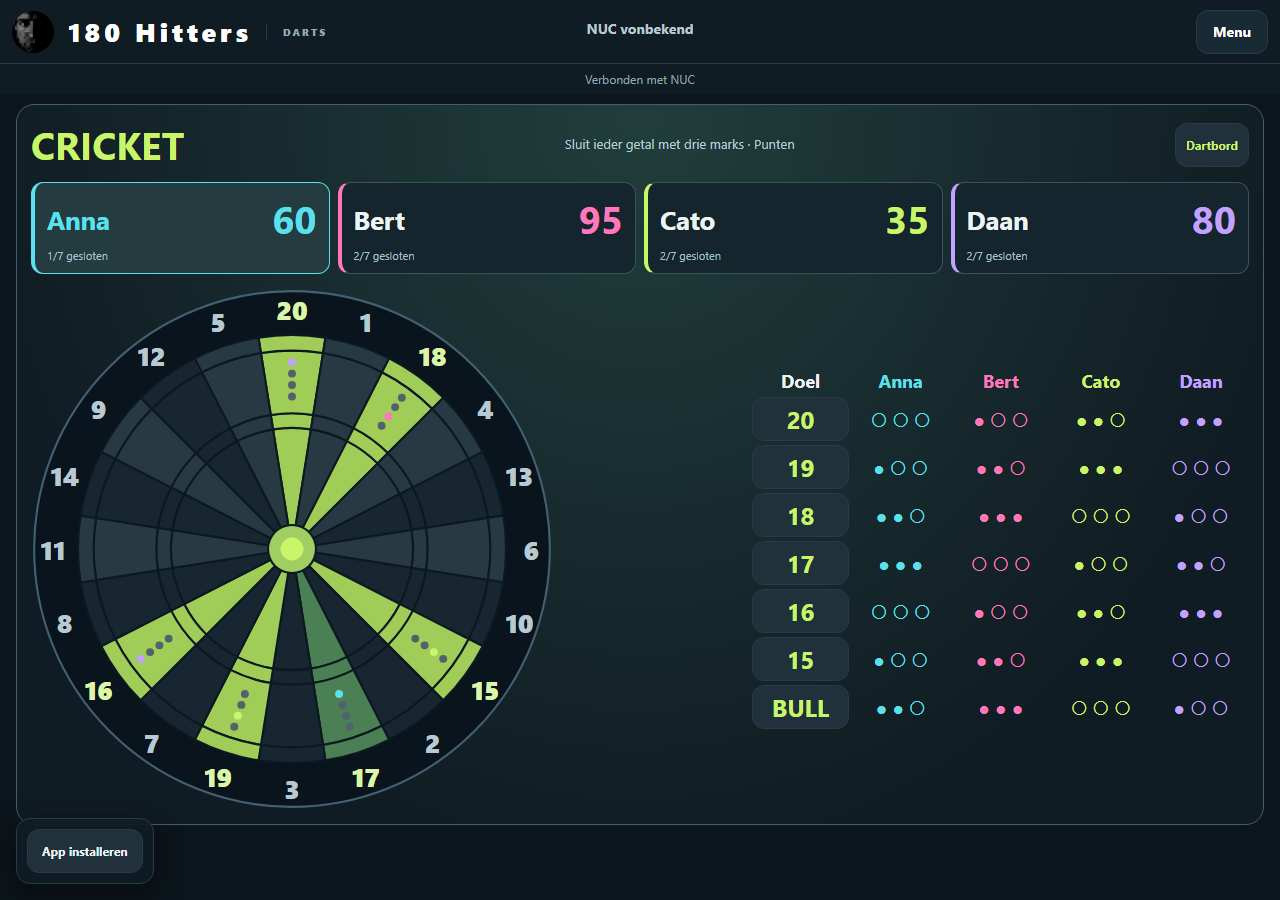 180 Hitters
DARTS
NUC vonbekend
Menu
Verbonden met NUC
CRICKET
Sluit ieder getal met drie marks · Punten
Dartbord
Anna 60
1/7 gesloten
Bert 95
2/7 gesloten
Cato 35
2/7 gesloten
Daan 80
2/7 gesloten
20
1
18
4
13
6
10
15
2
17
3
19
7
16
8
11
14
9
12
5
Doel Anna Bert Cato Daan
20
19
18
17
16
15
BULL
App installeren